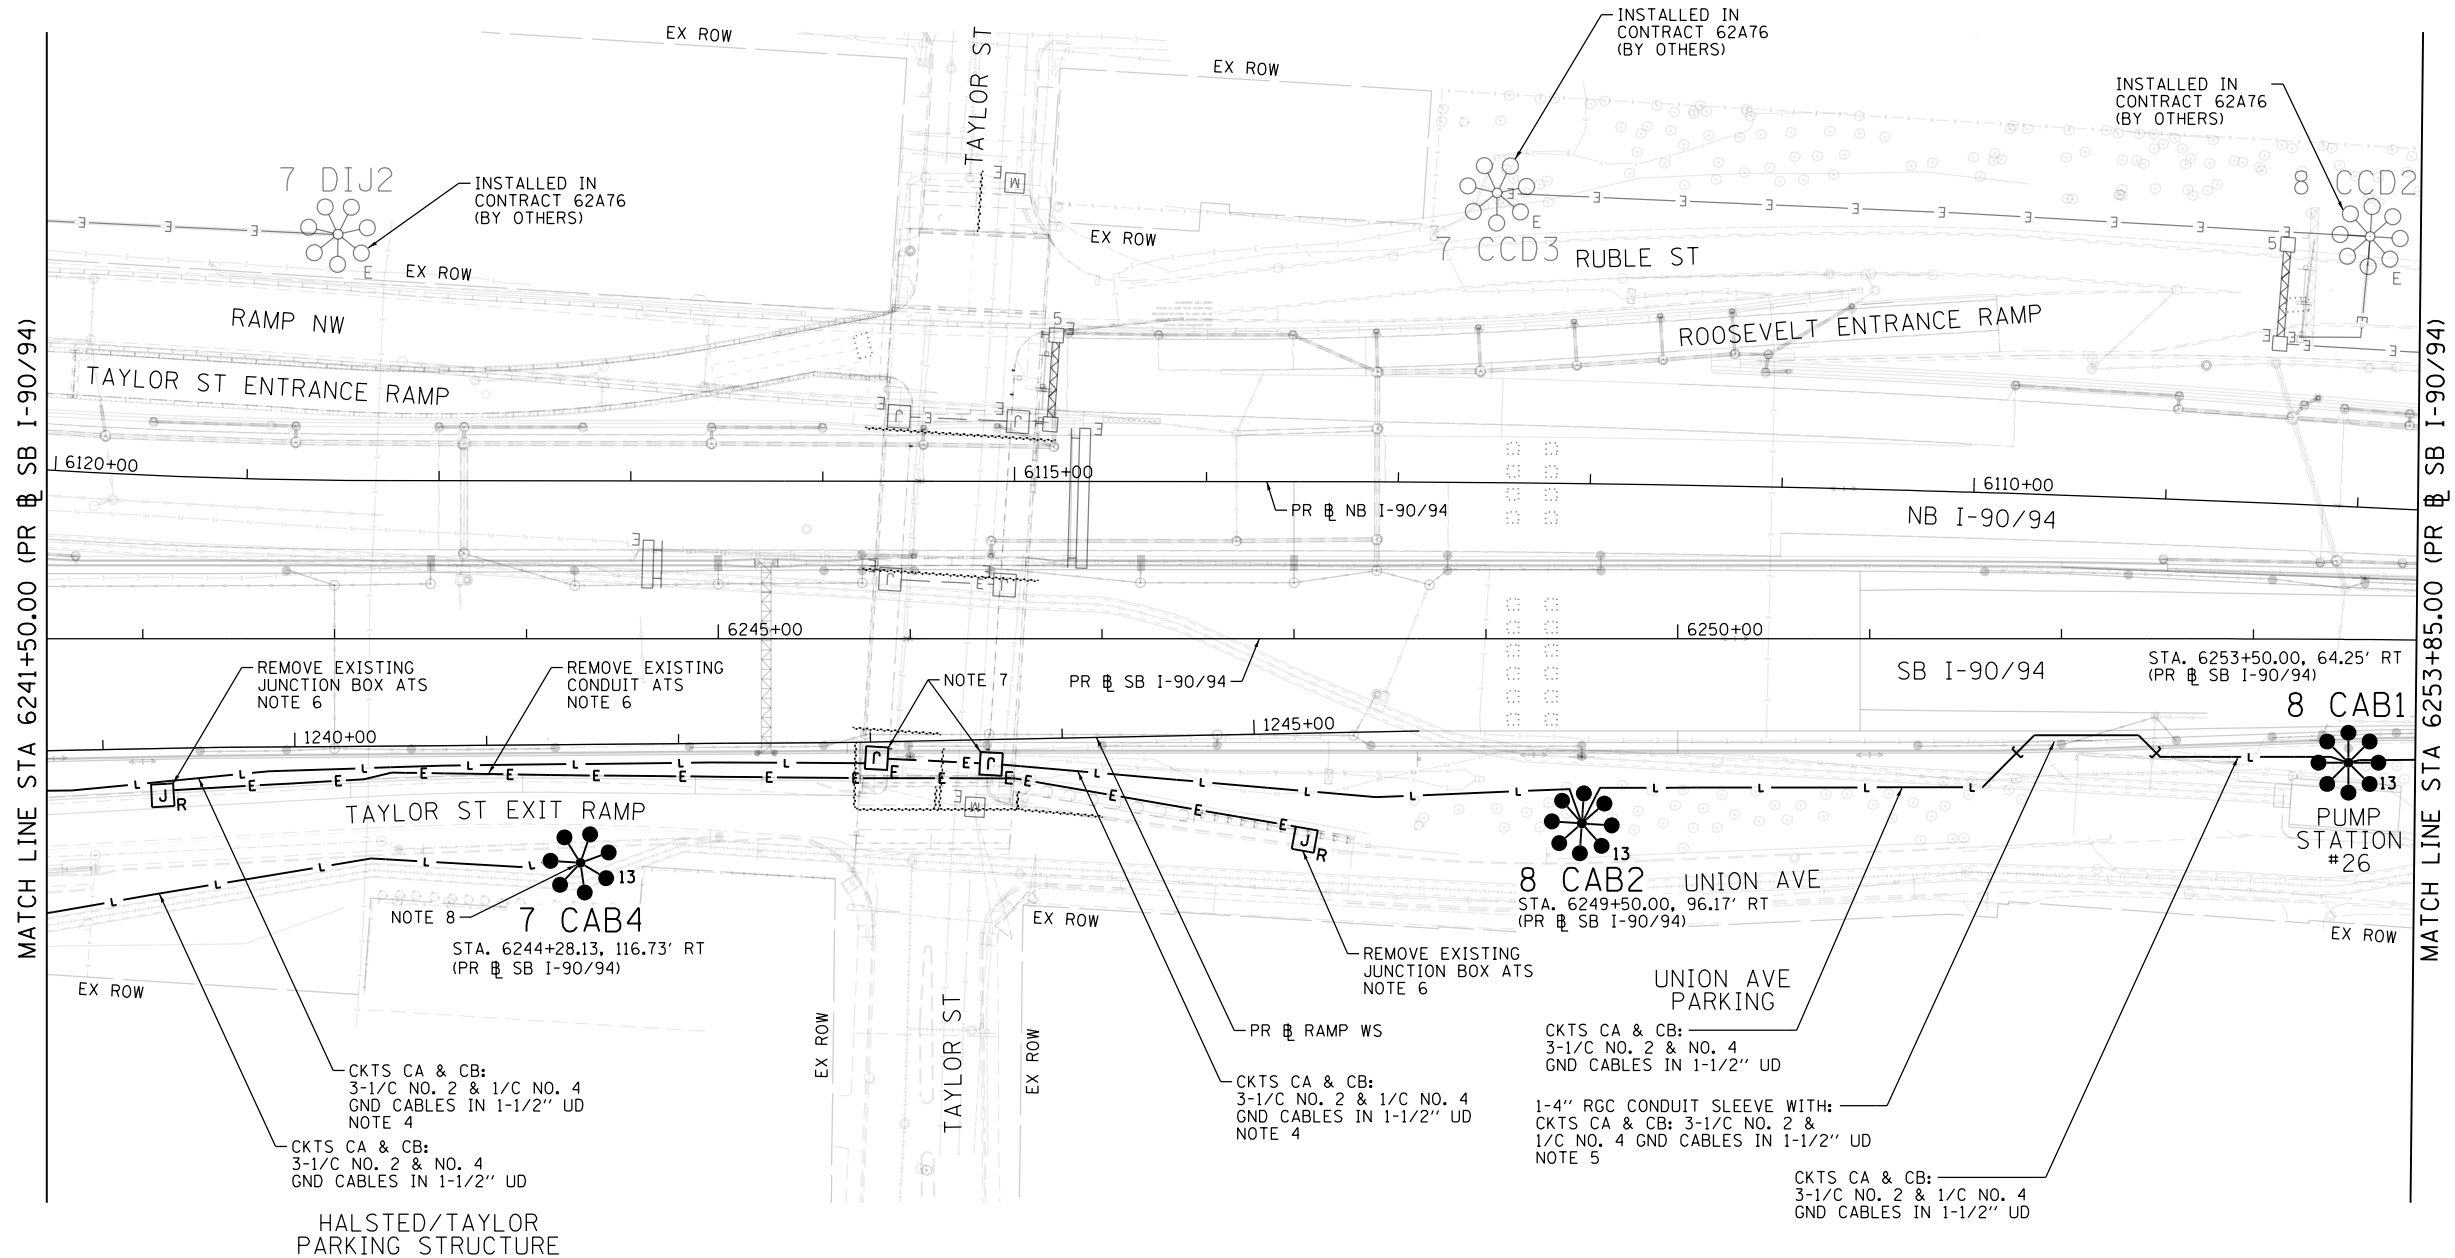 EX ROW
TAYLOR ST
EX ROW
INSTALLED IN
CONTRACT 62A76
(BY OTHERS)
INSTALLED IN
CONTRACT 62A76
(BY OTHERS)
7 DIJ2
INSTALLED IN
CONTRACT 62A76
(BY OTHERS)
E
EX ROW
EX ROW
7 CCD3
E
RUBLE ST
8 CCD2
E
5
RAMP NW
TAYLOR ST ENTRANCE RAMP
5
ROOSEVELT ENTRANCE RAMP
MATCH LINE STA 6241+50.00 (PR BL SB I-90/94)
MATCH LINE STA 6253+85.00 (PR BL SB I-90/94)
6120+00
6115+00
6110+00
PR BL NB I-90/94
NB I-90/94
6245+00
6250+00
REMOVE EXISTING
JUNCTION BOX ATS
NOTE 6
REMOVE EXISTING
CONDUIT ATS
NOTE 6
NOTE 7
PR BL SB I-90/94
SB I-90/94
STA. 6253+50.00, 64.25' RT
(PR BL SB I-90/94)
8 CAB1
13
PUMP
STATION
#26
1240+00
1245+00
J R
TAYLOR ST EXIT RAMP
13
NOTE 8
7 CAB4
STA. 6244+28.13, 116.73' RT
(PR BL SB I-90/94)
J R
13
8 CAB2
STA. 6249+50.00, 96.17' RT
(PR BL SB I-90/94)
UNION AVE
EX ROW
EX ROW
REMOVE EXISTING
JUNCTION BOX ATS
NOTE 6
UNION AVE
PARKING
EX ROW
EX ROW
TAYLOR ST
EX ROW
PR BL RAMP WS
CKTS CA & CB:
3-1/C NO. 2 & NO. 4
GND CABLES IN 1-1/2" UD
CKTS CA & CB:
3-1/C NO. 2 & 1/C NO. 4
GND CABLES IN 1-1/2" UD
NOTE 4
CKTS CA & CB:
3-1/C NO. 2 & 1/C NO. 4
GND CABLES IN 1-1/2" UD
NOTE 4
1-4" RGC CONDUIT SLEEVE WITH:
CKTS CA & CB: 3-1/C NO. 2 &
1/C NO. 4 GND CABLES IN 1-1/2" UD
NOTE 5
CKTS CA & CB:
3-1/C NO. 2 & NO. 4
GND CABLES IN 1-1/2" UD
CKTS CA & CB:
3-1/C NO. 2 & 1/C NO. 4
GND CABLES IN 1-1/2" UD
HALSTED/TAYLOR
PARKING STRUCTURE